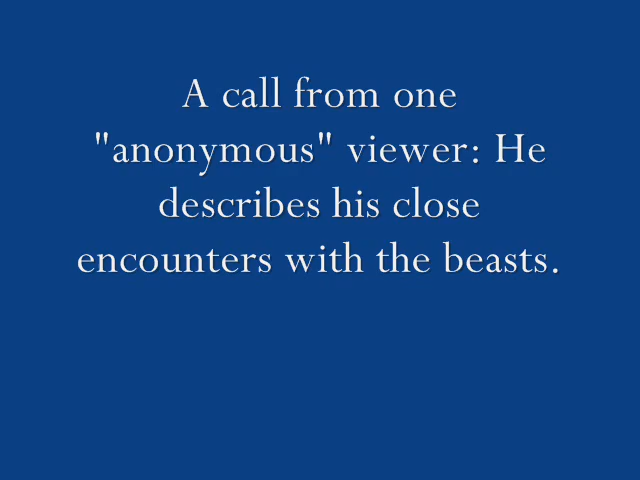 A call from one
"anonymous" viewer: He
describes his close
encounters with the beasts.